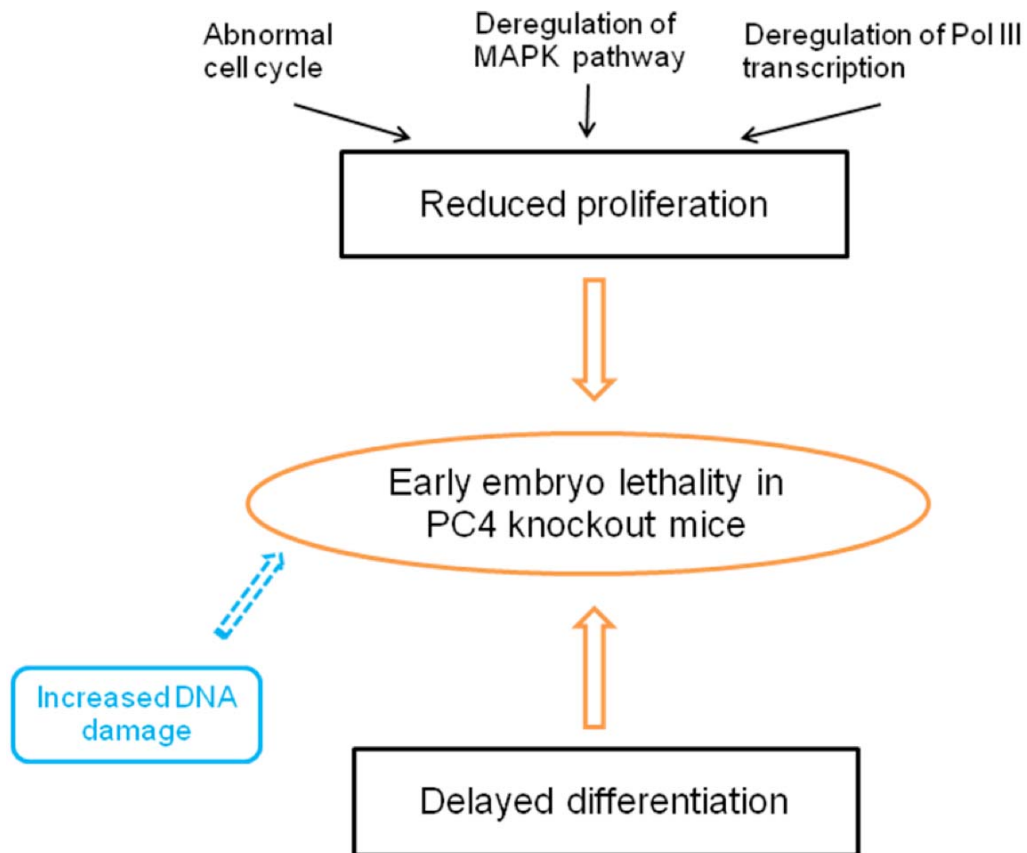 Abnormal
cell cycle
Deregulation of
MAPK pathway
Deregulation of Pol III
transcription
Reduced proliferation
Early embryo lethality in
PC4 knockout mice
Increased DNA
damage
Delayed differentiation